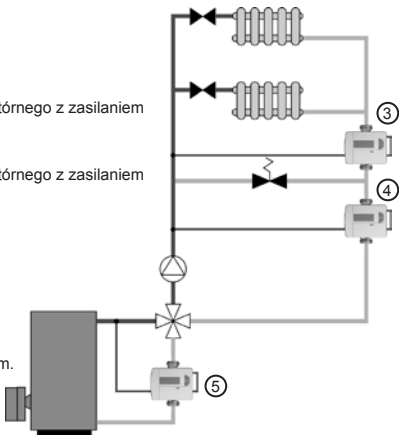 tórnego z zasilaniem
③
tórnego z zasilaniem
④
m.
⑤